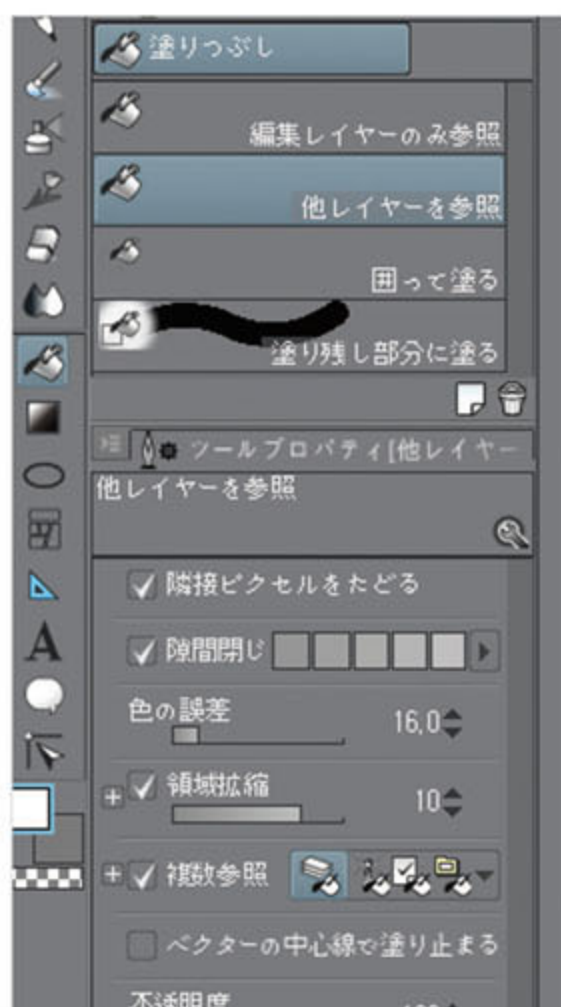 塗りつぶし
編集レイヤーのみ参照
他レイヤーを参照
囲って塗る
塗り残し部分に塗る
ツールプロパティ[他レイヤー
他レイヤーを参照
隣接ピクセルをたどる
隙間閉じ
色の誤差 16.0
領域拡縮 10
複数参照
ベクターの中心線で塗り止まる
不透明度